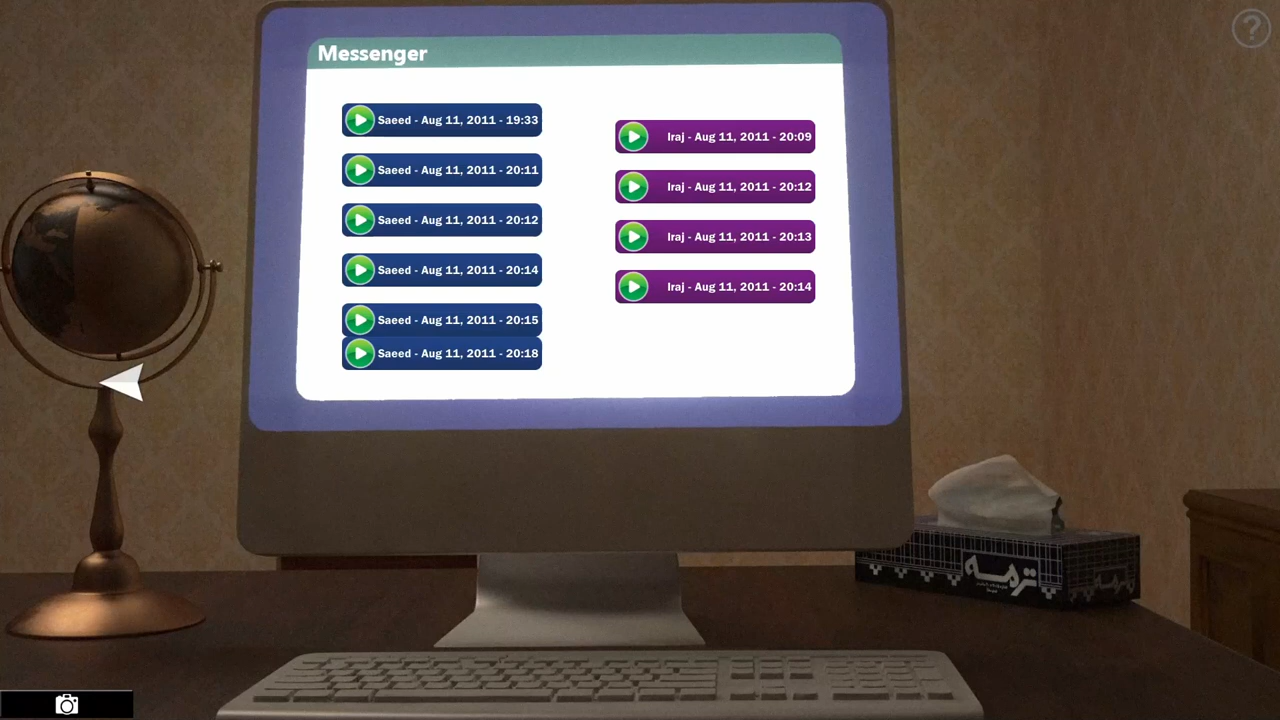 Messenger
Saeed - Aug 11, 2011 - 19:33
Iraj - Aug 11, 2011 - 20:09
Saeed - Aug 11, 2011 - 20:11
Iraj - Aug 11, 2011 - 20:12
Saeed - Aug 11, 2011 - 20:12
Iraj - Aug 11, 2011 - 20:13
Saeed - Aug 11, 2011 - 20:14
Iraj - Aug 11, 2011 - 20:14
Saeed - Aug 11, 2011 - 20:15
Saeed - Aug 11, 2011 - 20:18
?
ترمه
ترمه